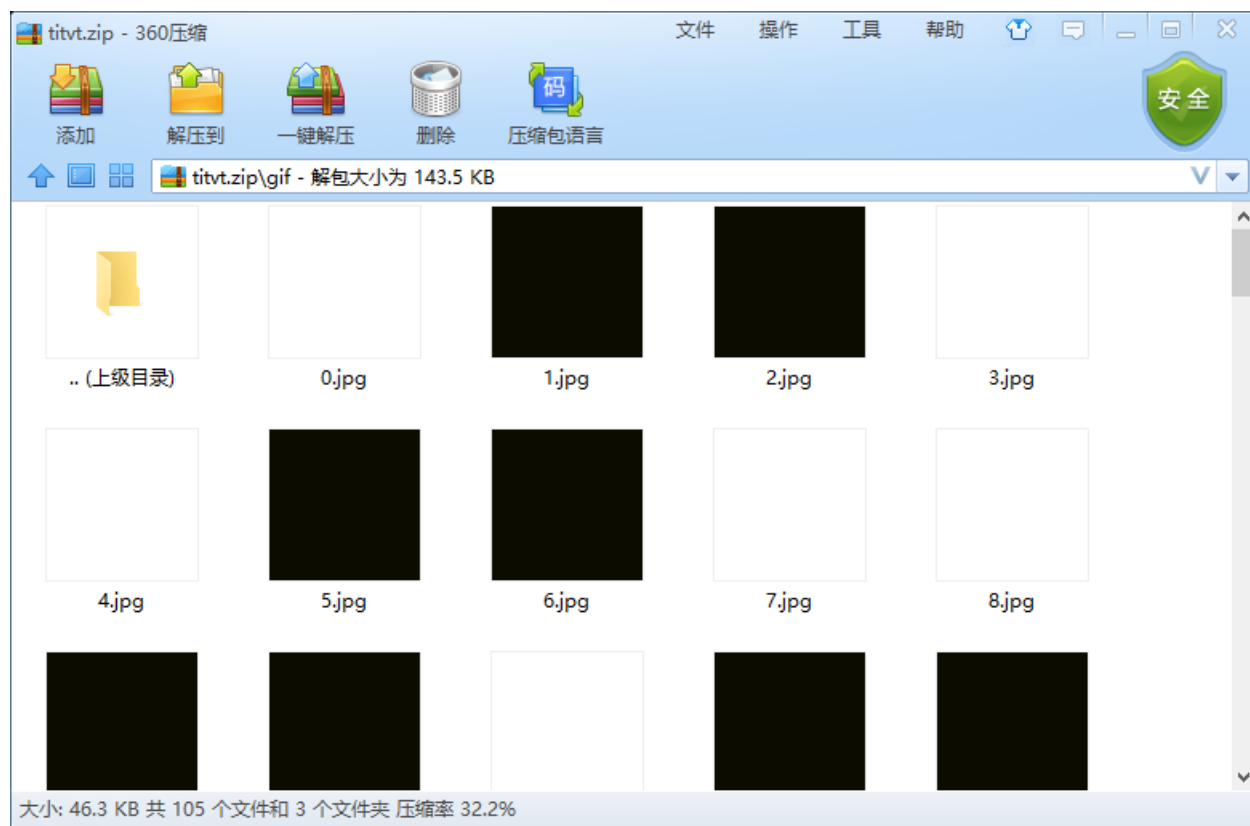 titvt.zip - 360压缩
文件 操作 工具 帮助
添加 解压到 一键解压 删除 码 压缩包语言
安全
titvt.zip\gif - 解包大小为 143.5 KB
.. (上级目录) 0.jpg 1.jpg 2.jpg 3.jpg
4.jpg 5.jpg 6.jpg 7.jpg 8.jpg
大小: 46.3 KB 共 105 个文件和 3 个文件夹 压缩率 32.2%